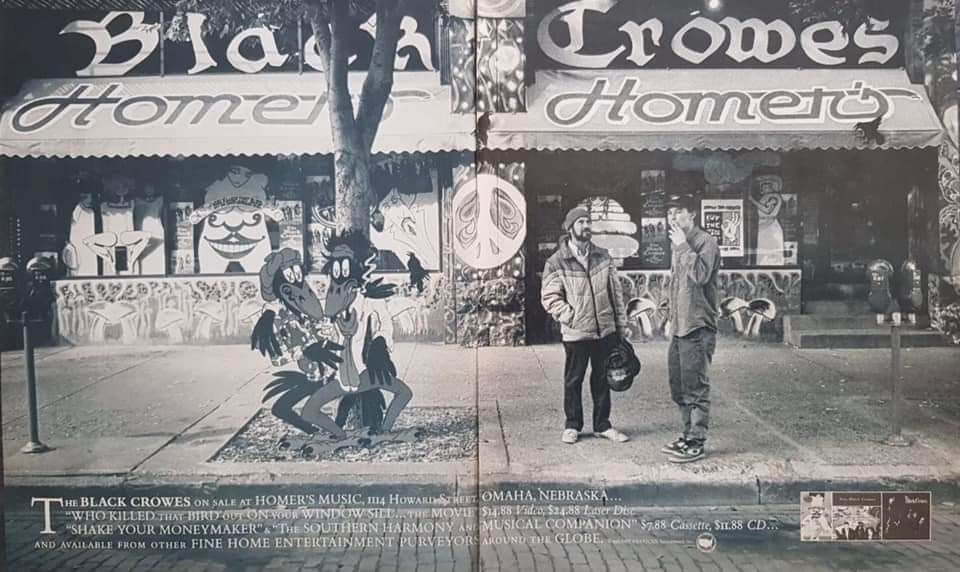 Black Crowes
Homer's Homer's
THE BLACK CROWES ON SALE AT HOMER'S MUSIC, 1114 HOWARD STREET, OMAHA, NEBRASKA...
"WHO KILLED THAT BIRD OUT ON YOUR WINDOW SILL... THE MOVIE" $14.88 Video, $24.88 Laser Disc
"SHAKE YOUR MONEYMAKER" & "THE SOUTHERN HARMONY AND MUSICAL COMPANION" $7.88 Cassette, $11.88 CD...
AND AVAILABLE FROM OTHER FINE HOME ENTERTAINMENT PURVEYORS AROUND THE GLOBE.